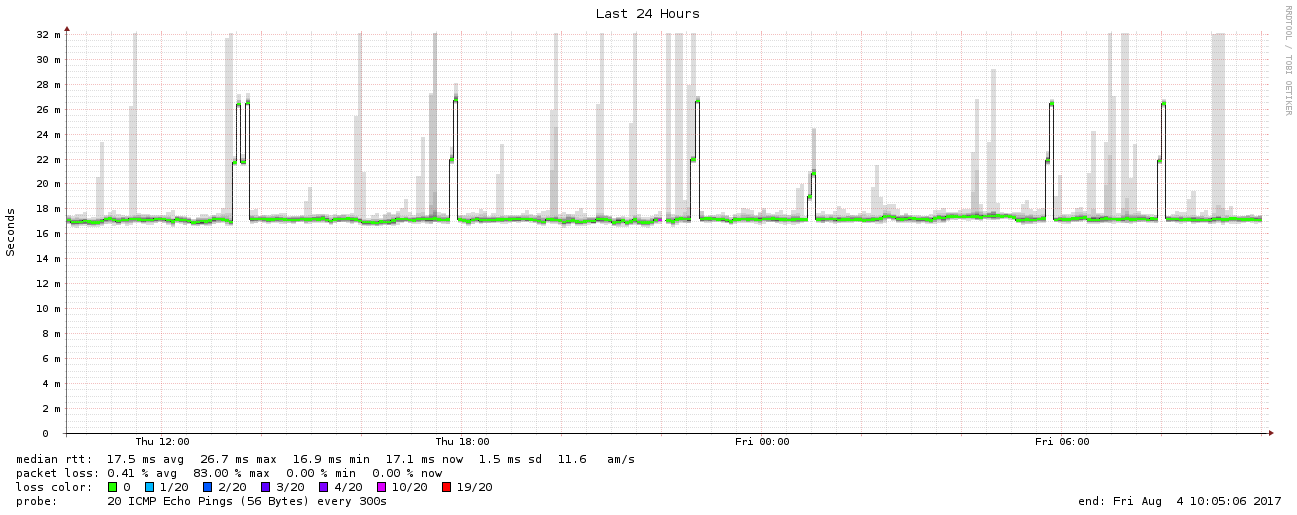 Last 24 Hours
RRDTOOL / TOBI OETIKER
Seconds
32 m
30 m
28 m
26 m
24 m
22 m
20 m
18 m
16 m
14 m
12 m
10 m
8 m
6 m
4 m
2 m
0
Thu 12:00 Thu 18:00 Fri 00:00 Fri 06:00
median rtt: 17.5 ms avg 26.7 ms max 16.9 ms min 17.1 ms now 1.5 ms sd 11.6 am/s
packet loss: 0.41 % avg 83.00 % max 0.00 % min 0.00 % now
loss color: 0 1/20 2/20 3/20 4/20 10/20 19/20
probe: 20 ICMP Echo Pings (56 Bytes) every 300s end: Fri Aug 4 10:05:06 2017